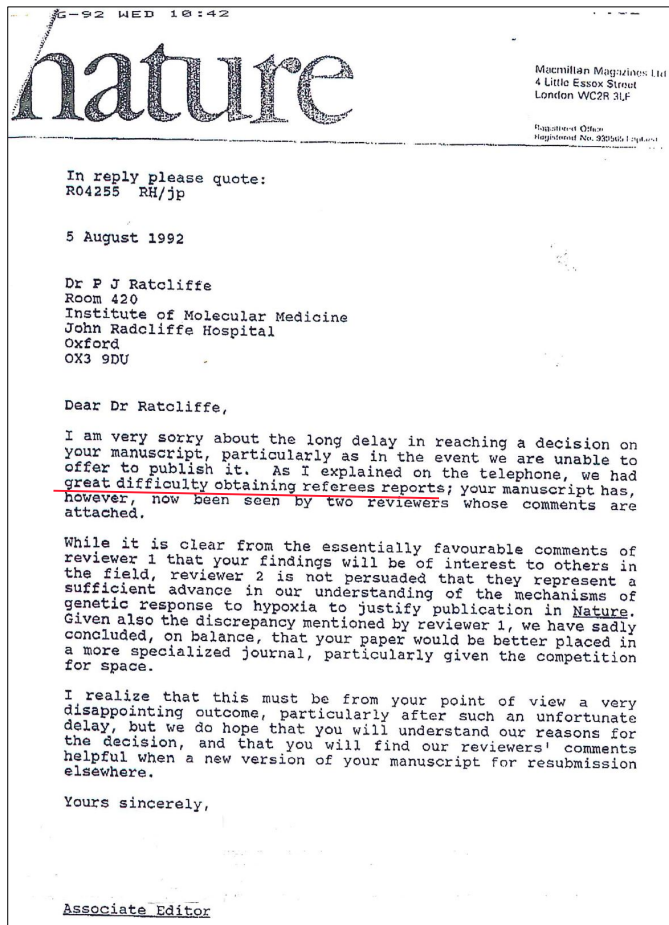 G-92 WED 10:42
nature
Macmillan Magazines Ltd
4 Little Essex Street
London WC2R 3LF
Registered Office
Registered No. 
In reply please quote:
R04255 RH/jp
5 August 1992
Dr P J Ratcliffe
Room 420
Institute of Molecular Medicine
John Radcliffe Hospital
Oxford
OX3 9DU
Dear Dr Ratcliffe,
I am very sorry about the long delay in reaching a decision on
your manuscript, particularly as in the event we are unable to
offer to publish it. As I explained on the telephone, we had
great difficulty obtaining referees reports; your manuscript has,
however, now been seen by two reviewers whose comments are
attached.
While it is clear from the essentially favourable comments of
reviewer 1 that your findings will be of interest to others in
the field, reviewer 2 is not persuaded that they represent a
sufficient advance in our understanding of the mechanisms of
genetic response to hypoxia to justify publication in Nature.
Given also the discrepancy mentioned by reviewer 1, we have sadly
concluded, on balance, that your paper would be better placed in
a more specialized journal, particularly given the competition
for space.
I realize that this must be from your point of view a very
disappointing outcome, particularly after such an unfortunate
delay, but we do hope that you will understand our reasons for
the decision, and that you will find our reviewers' comments
helpful when a new version of your manuscript for resubmission
elsewhere.
Yours sincerely,
Associate Editor